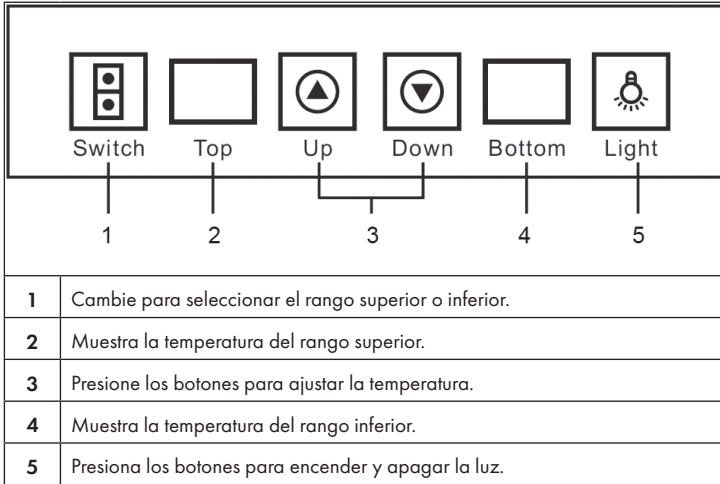 Switch Top Up Down Bottom Light
1 2 3 4 5
1 Cambie para seleccionar el rango superior o inferior.
2 Muestra la temperatura del rango superior.
3 Presione los botones para ajustar la temperatura.
4 Muestra la temperatura del rango inferior.
5 Presiona los botones para encender y apagar la luz.